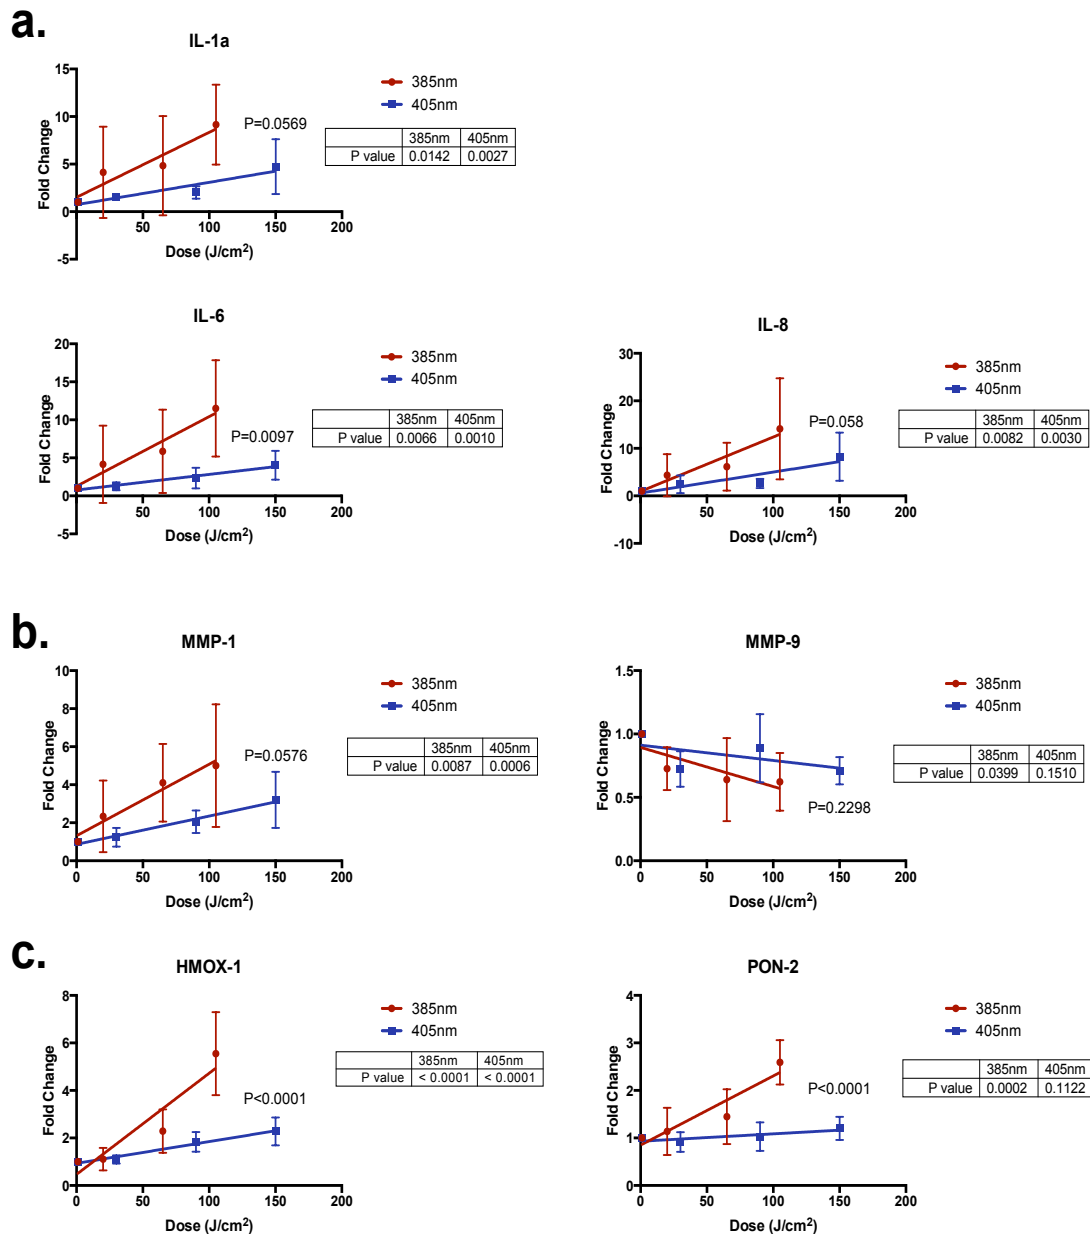 a.
IL-1a
15
10
5
0
-5
50 100 150 200
Fold Change
Dose (J/cm²)
385nm
405nm
P=0.0569
385nm 405nm
P value 0.0142 0.0027
IL-6
20
15
10
5
0
-5
50 100 150 200
Fold Change
Dose (J/cm²)
385nm
405nm
P=0.0097
385nm 405nm
P value 0.0066 0.0010
IL-8
30
20
10
0
-10
50 100 150 200
Fold Change
Dose (J/cm²)
385nm
405nm
P=0.058
385nm 405nm
P value 0.0082 0.0030
b.
MMP-1
10
8
6
4
2
0
0 50 100 150 200
Fold Change
Dose (J/cm²)
385nm
405nm
P=0.0576
385nm 405nm
P value 0.0087 0.0006
MMP-9
1.5
1.0
0.5
0.0
0 50 100 150 200
Fold Change
Dose (J/cm²)
385nm
405nm
P=0.2298
385nm 405nm
P value 0.0399 0.1510
c.
HMOX-1
8
6
4
2
0
0 50 100 150 200
Fold Change
Dose (J/cm²)
385nm
405nm
P<0.0001
385nm 405nm
P value < 0.0001 < 0.0001
PON-2
4
3
2
1
0
0 50 100 150 200
Fold Change
Dose (J/cm²)
385nm
405nm
P<0.0001
385nm 405nm
P value 0.0002 0.1122